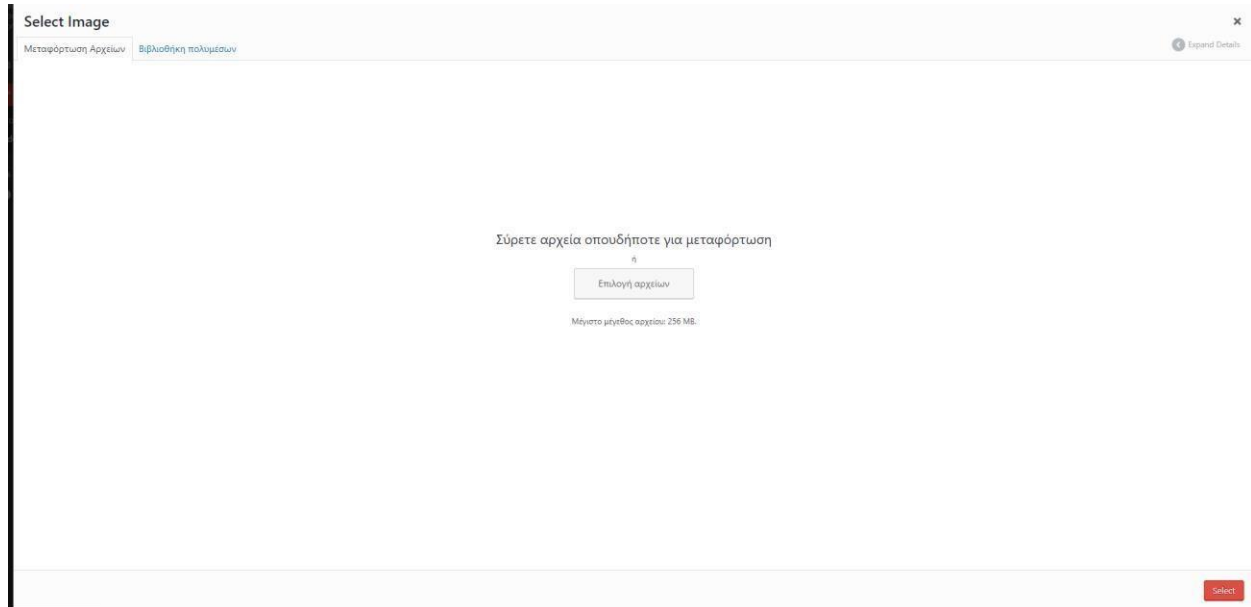 Select Image
Μεταφόρτωση Αρχείων Βιβλιοθήκη πολυμέσων
Expand Details
Σύρετε αρχεία οπουδήποτε για μεταφόρτωση
ή
Επιλογή αρχείων
Μέγιστο μέγεθος αρχείου: 256 MB.
Select